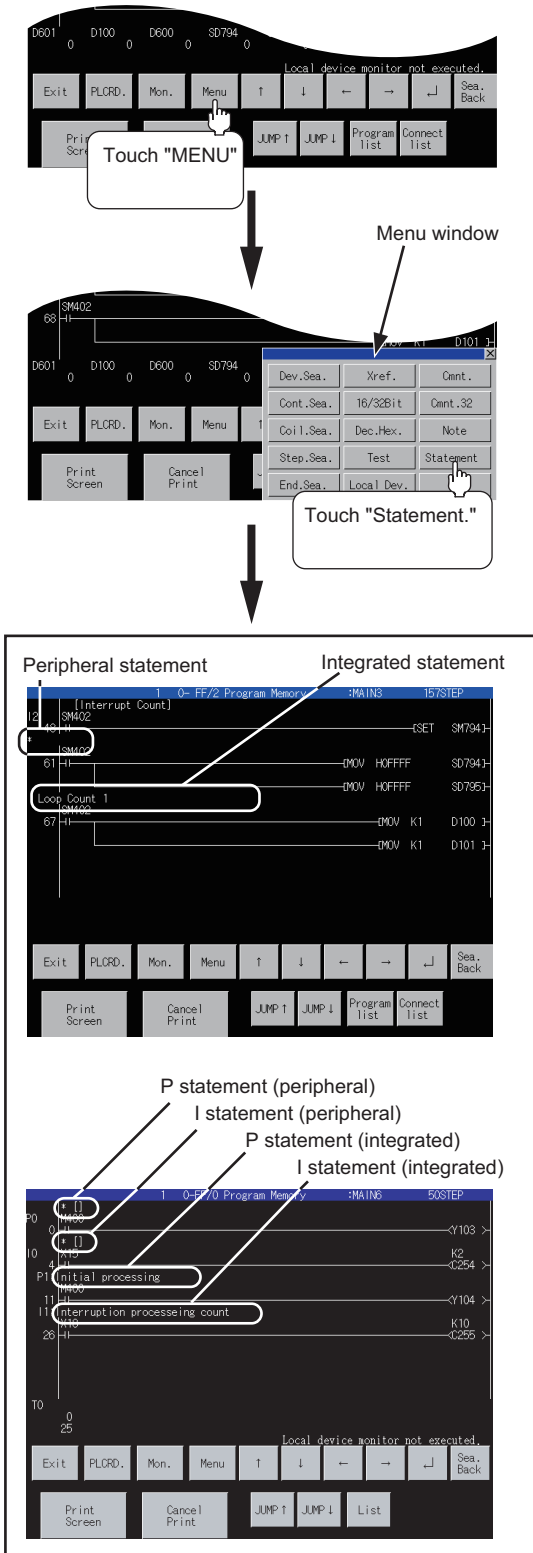 D601 D100 D600 SD794
0 0 0 0
Local device monitor not executed.
Exit PLCRD. Mon. Menu ↑ ↓ ← → ↵ Sea. Back
JUMP↑ JUMP↓ Program list Connect list
Touch "MENU"
Menu window
SM402
68
K1 D101
D601 D100 D600 SD794
0 0 0 0
Dev.Sea. Xref. Cmnt.
Cont.Sea. 16/32Bit Cmnt.32
Coil.Sea. Dec.Hex. Note
Step.Sea. Test Statement
End.Sea. Local Dev.
Exit PLCRD. Mon. Menu ↑
Print Screen Cancel Print
Touch "Statement."
Peripheral statement Integrated statement
1 0- FF/2 Program Memory :MAIN3 157STEP
[Interrupt Count]
I2 SM402
48 [SET SM794]
*
SM402
61 [MOV H0FFFF SD794]
[MOV H0FFFF SD795]
Loop Count 1
SM402
67 [MOV K1 D100 ]
[MOV K1 D101 ]
Exit PLCRD. Mon. Menu ↑ ↓ ← → ↵ Sea. Back
Print Screen Cancel Print JUMP↑ JUMP↓ Program list Connect list
P statement (peripheral)
I statement (peripheral)
P statement (integrated)
I statement (integrated)
1 0-FF/0 Program Memory :MAIN6 50STEP
* []
P0 M400
0 <Y103 >
* []
I0 X15 K2
4 <C254 >
P1 Initial processing
M400
11 <Y104 >
I1 Interruption processeing count
X10 K10
26 <C255 >
T0
0
25
Local device monitor not executed.
Exit PLCRD. Mon. Menu ↑ ↓ ← → ↵ Sea. Back
Print Screen Cancel Print JUMP↑ JUMP↓ List